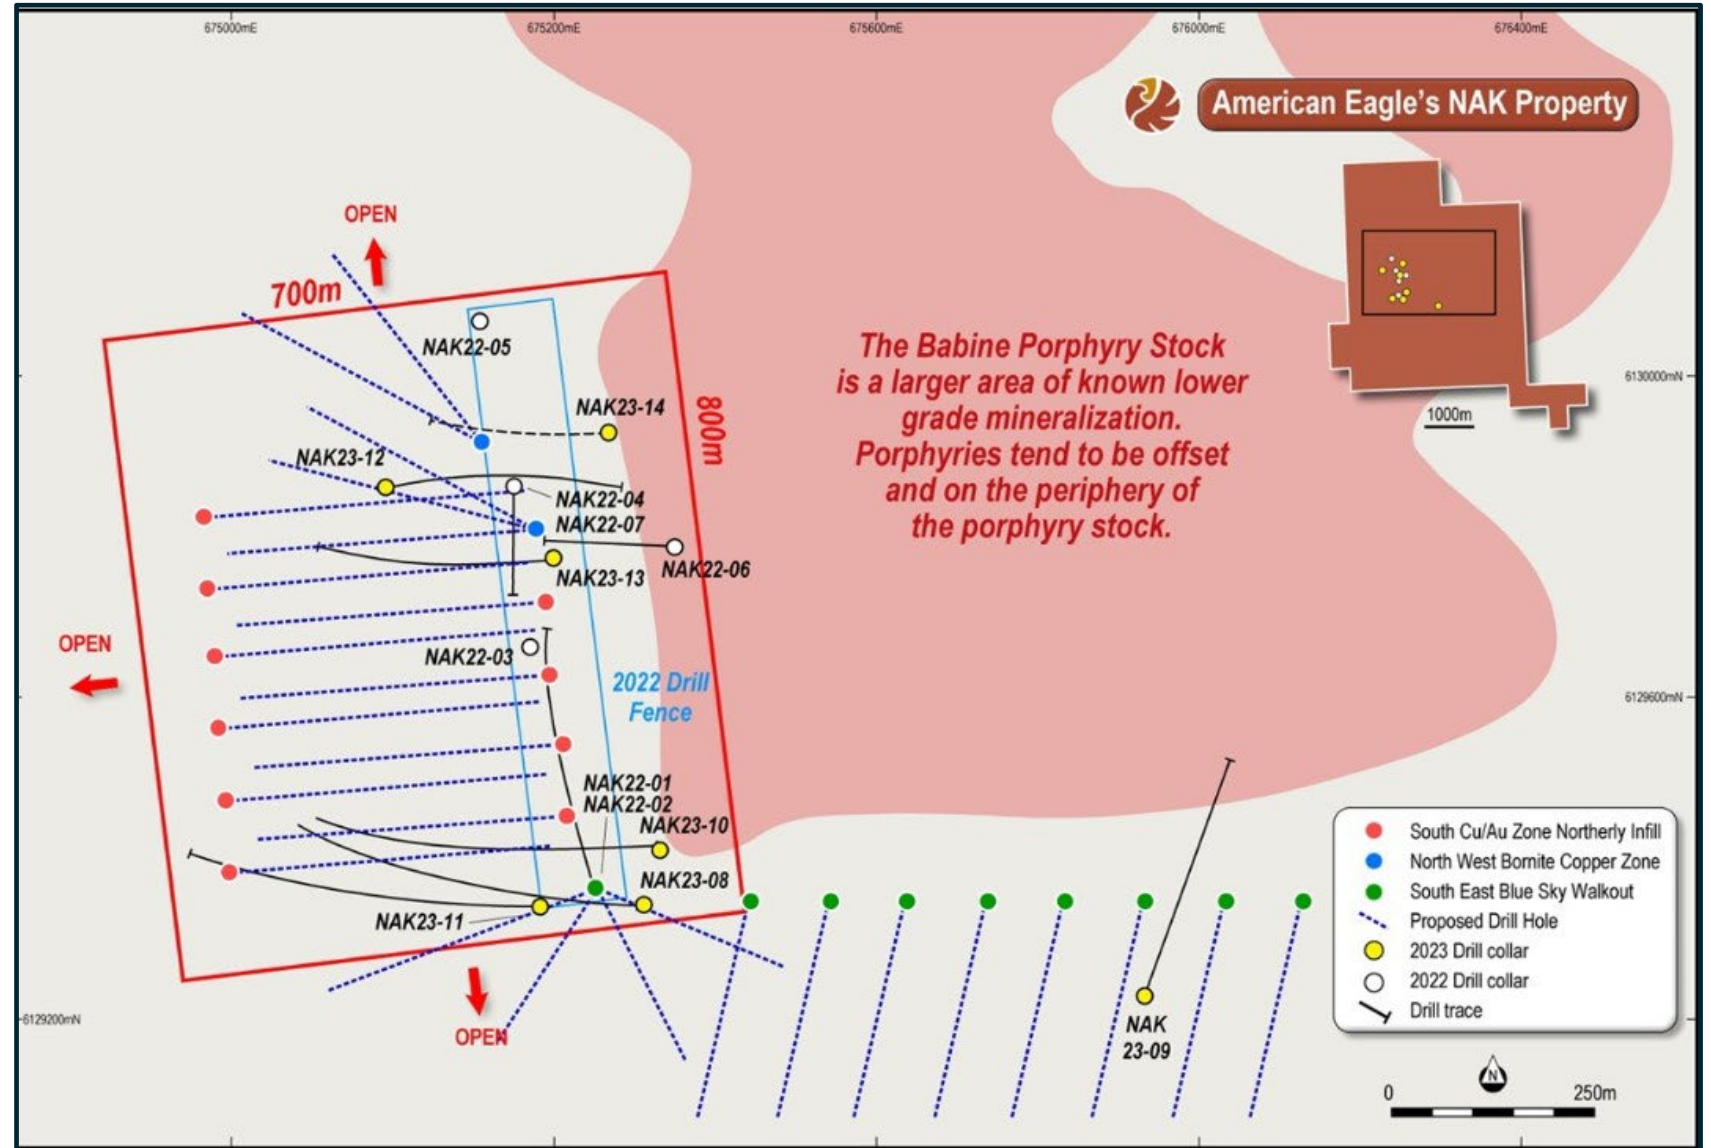 675000mE
675200mE
675600mE
676000mE
676400mE
American Eagle's NAK Property
1000m
6130000mN
6129600mN
6129200mN
OPEN
700m
800m
NAK22-05
NAK23-14
NAK23-12
NAK22-04
NAK22-07
NAK23-13
NAK22-06
OPEN
NAK22-03
2022 Drill
Fence
NAK22-01
NAK22-02
NAK23-10
NAK23-08
NAK23-11
OPEN
NAK
23-09
The Babine Porphyry Stock
is a larger area of known lower
grade mineralization.
Porphyries tend to be offset
and on the periphery of
the porphyry stock.
South Cu/Au Zone Northerly Infill
North West Bornite Copper Zone
South East Blue Sky Walkout
Proposed Drill Hole
2023 Drill collar
2022 Drill collar
Drill trace
N
0
250m